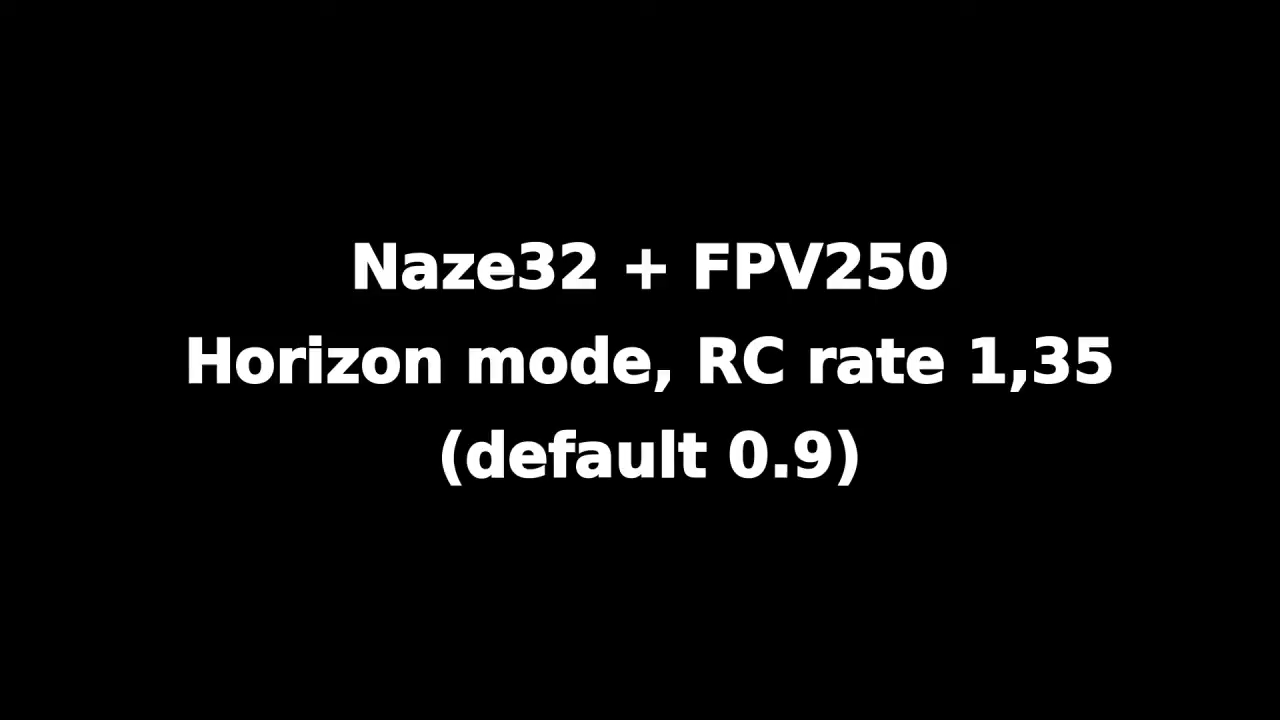 Naze32 + FPV250
Horizon mode, RC rate 1,35
(default 0.9)